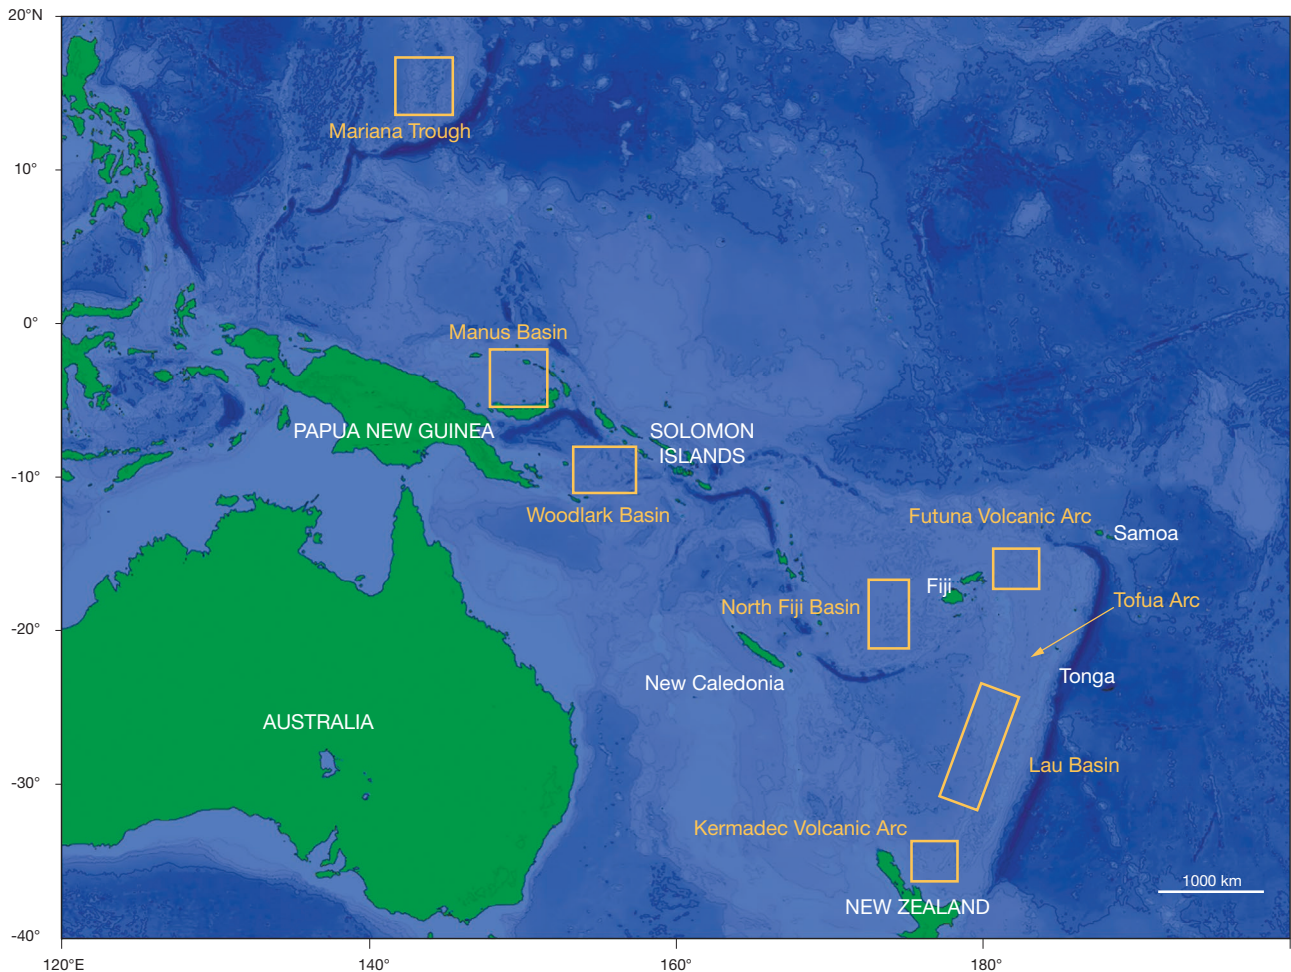 20°N
Mariana Trough
10°
0°
Manus Basin
PAPUA NEW GUINEA
SOLOMON
ISLANDS
-10°
Woodlark Basin
Futuna Volcanic Arc
Samoa
Fiji
North Fiji Basin
Tofua Arc
-20°
New Caledonia
Tonga
AUSTRALIA
Lau Basin
-30°
Kermadec Volcanic Arc
1000 km
NEW ZEALAND
-40°
120°E
140°
160°
180°